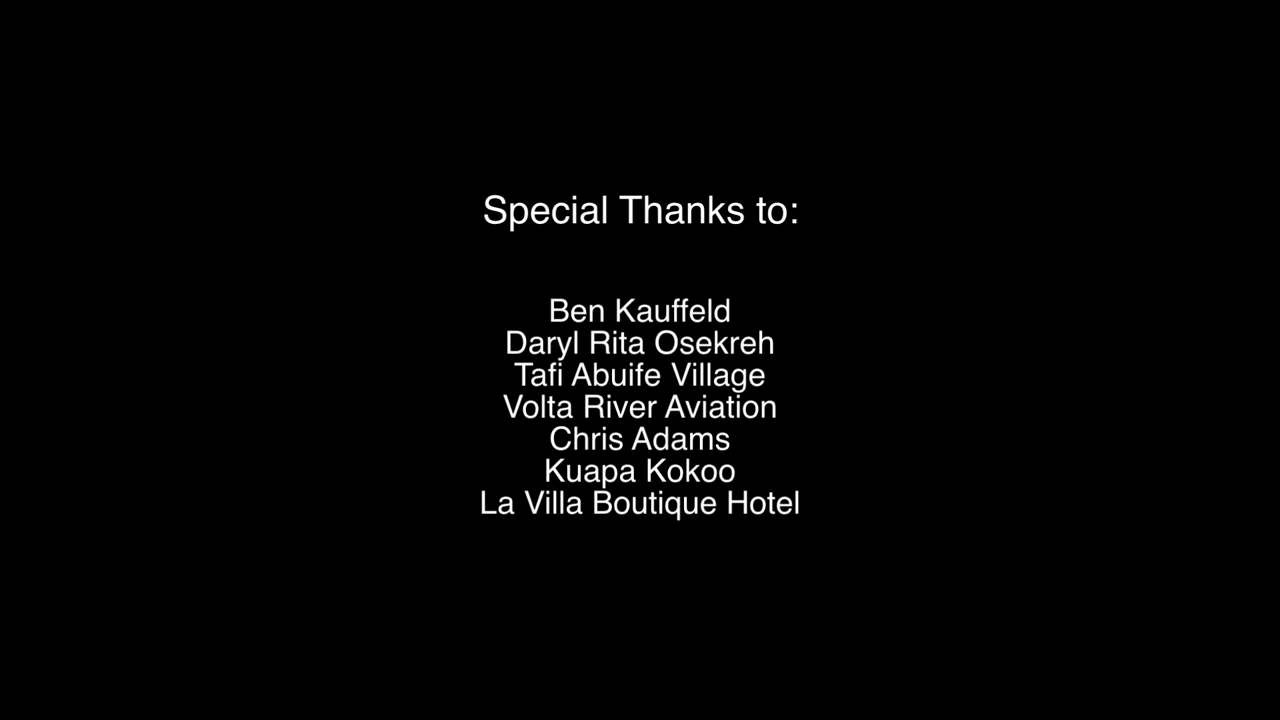 Special Thanks to:
Ben Kauffeld
Daryl Rita Osekreh
Tafi Abuife Village
Volta River Aviation
Chris Adams
Kuapa Kokoo
La Villa Boutique Hotel